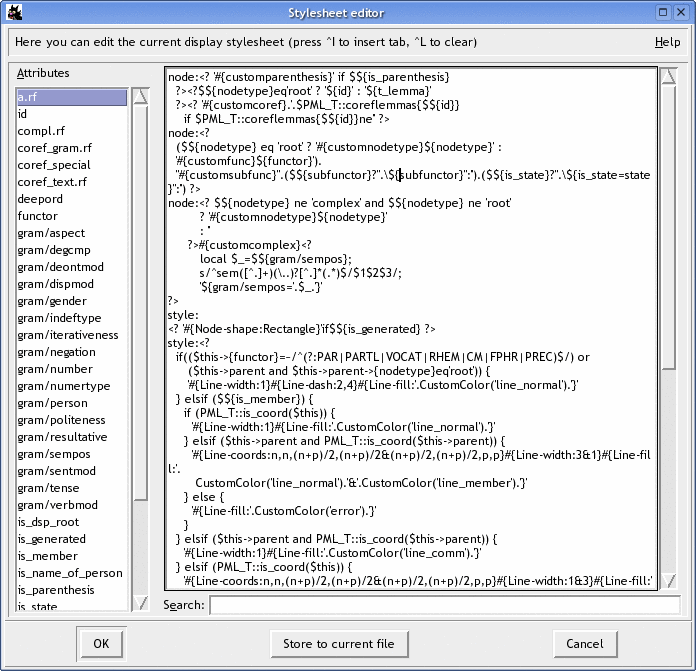 Stylesheet editor
Here you can edit the current display stylesheet (press ^I to insert tab, ^L to clear)
Help
Attributes
a.rf
id
compl.rf
coref_gram.rf
coref_special
coref_text.rf
deepord
functor
gram/aspect
gram/degcmp
gram/deontmod
gram/dispmod
gram/gender
gram/indeftype
gram/iterativeness
gram/negation
gram/number
gram/numertype
gram/person
gram/politeness
gram/resultative
gram/sempos
gram/sentmod
gram/tense
gram/verbmod
is_dsp_root
is_generated
is_member
is_name_of_person
is_parenthesis
is_state
node:<? '#{customparenthesis}' if $${is_parenthesis}
?><?$${nodetype}eq'root' ? '${id}' : '${t_lemma}'
?><? '#{customcoref}.'.$PML_T::coreflemmas{$${id}}
if $PML_T::coreflemmas{$${id}}ne'' ?>
node:<?
($${nodetype} eq 'root' ? '#{customnodetype}${nodetype}' :
'#{customfunc}${functor}').
"#{customsubfunc}".($${subfunctor}?".\${subfunctor}":'').($${is_state}?".\${is_state=state
}":'') ?>
node:<? $${nodetype} ne 'complex' and $${nodetype} ne 'root'
? '#{customnodetype}${nodetype}'
: ''
?>#{customcomplex}<?
local $_=$${gram/sempos};
s/^sem([^.]+)(\..)?[^.]*(.*)$/$1$2$3/;
'${gram/sempos='.$_.'}'
?>
style:
<? '#{Node-shape:Rectangle}'if$${is_generated} ?>
style:<?
if(($this->{functor}=~/^(?:PAR|PARTL|VOCAT|RHEM|CM|FPHR|PREC)$/) or
($this->parent and $this->parent->{nodetype}eq'root')) {
'#{Line-width:1}#{Line-dash:2,4}#{Line-fill:'.CustomColor('line_normal').'}'
} elsif ($${is_member}) {
if (PML_T::is_coord($this)) {
'#{Line-width:1}#{Line-fill:'.CustomColor('line_normal').'}'
} elsif ($this->parent and PML_T::is_coord($this->parent)) {
'#{Line-coords:n,n,(n+p)/2,(n+p)/2&(n+p)/2,(n+p)/2,p,p}#{Line-width:3&1}#{Line-fil
l:'.
CustomColor('line_normal').'&'.CustomColor('line_member').'}'
} else {
'#{Line-fill:'.CustomColor('error').'}'
}
} elsif ($this->parent and PML_T::is_coord($this->parent)) {
'#{Line-width:1}#{Line-fill:'.CustomColor('line_comm').'}'
} elsif (PML_T::is_coord($this)) {
'#{Line-coords:n,n,(n+p)/2,(n+p)/2&(n+p)/2,(n+p)/2,p,p}#{Line-width:1&3}#{Line-fill:'
Search:
OK
Store to current file
Cancel